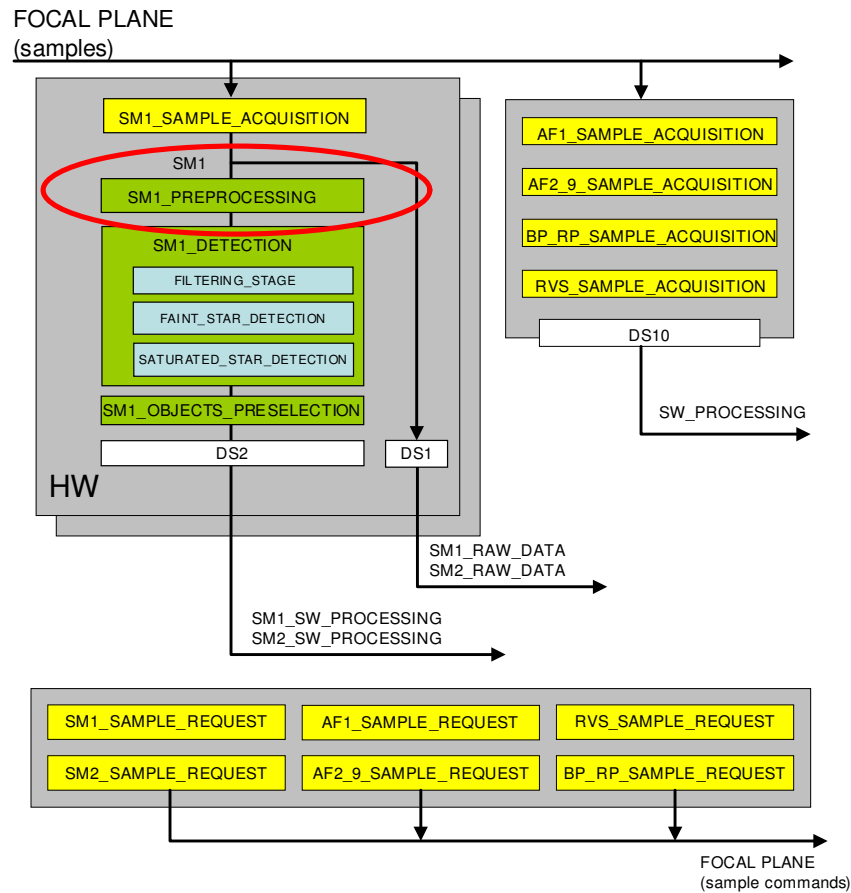 FOCAL PLANE
(samples)
SM1_SAMPLE_ACQUISITION
SM1
SM1_PREPROCESSING
SM1_DETECTION
FILTERING_STAGE
FAINT_STAR_DETECTION
SATURATED_STAR_DETECTION
SM1_OBJECTS_PRESELECTION
DS2
DS1
HW
AF1_SAMPLE_ACQUISITION
AF2_9_SAMPLE_ACQUISITION
BP_RP_SAMPLE_ACQUISITION
RVS_SAMPLE_ACQUISITION
DS10
SW_PROCESSING
SM1_RAW_DATA
SM2_RAW_DATA
SM1_SW_PROCESSING
SM2_SW_PROCESSING
SM1_SAMPLE_REQUEST
AF1_SAMPLE_REQUEST
RVS_SAMPLE_REQUEST
SM2_SAMPLE_REQUEST
AF2_9_SAMPLE_REQUEST
BP_RP_SAMPLE_REQUEST
FOCAL PLANE
(sample commands)